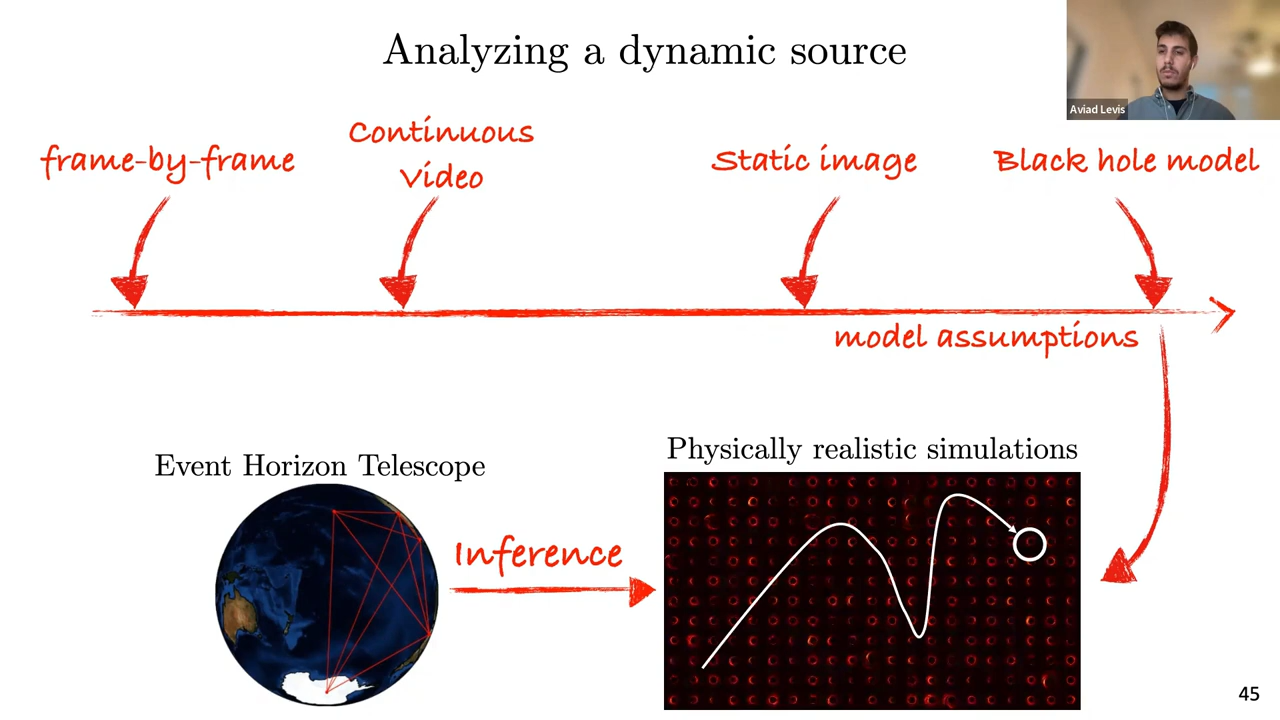 Analyzing a dynamic source
Aviad Levis
frame-by-frame
Continuous
Video
Static image
Black hole model
model assumptions
Event Horizon Telescope
Physically realistic simulations
Inference
45